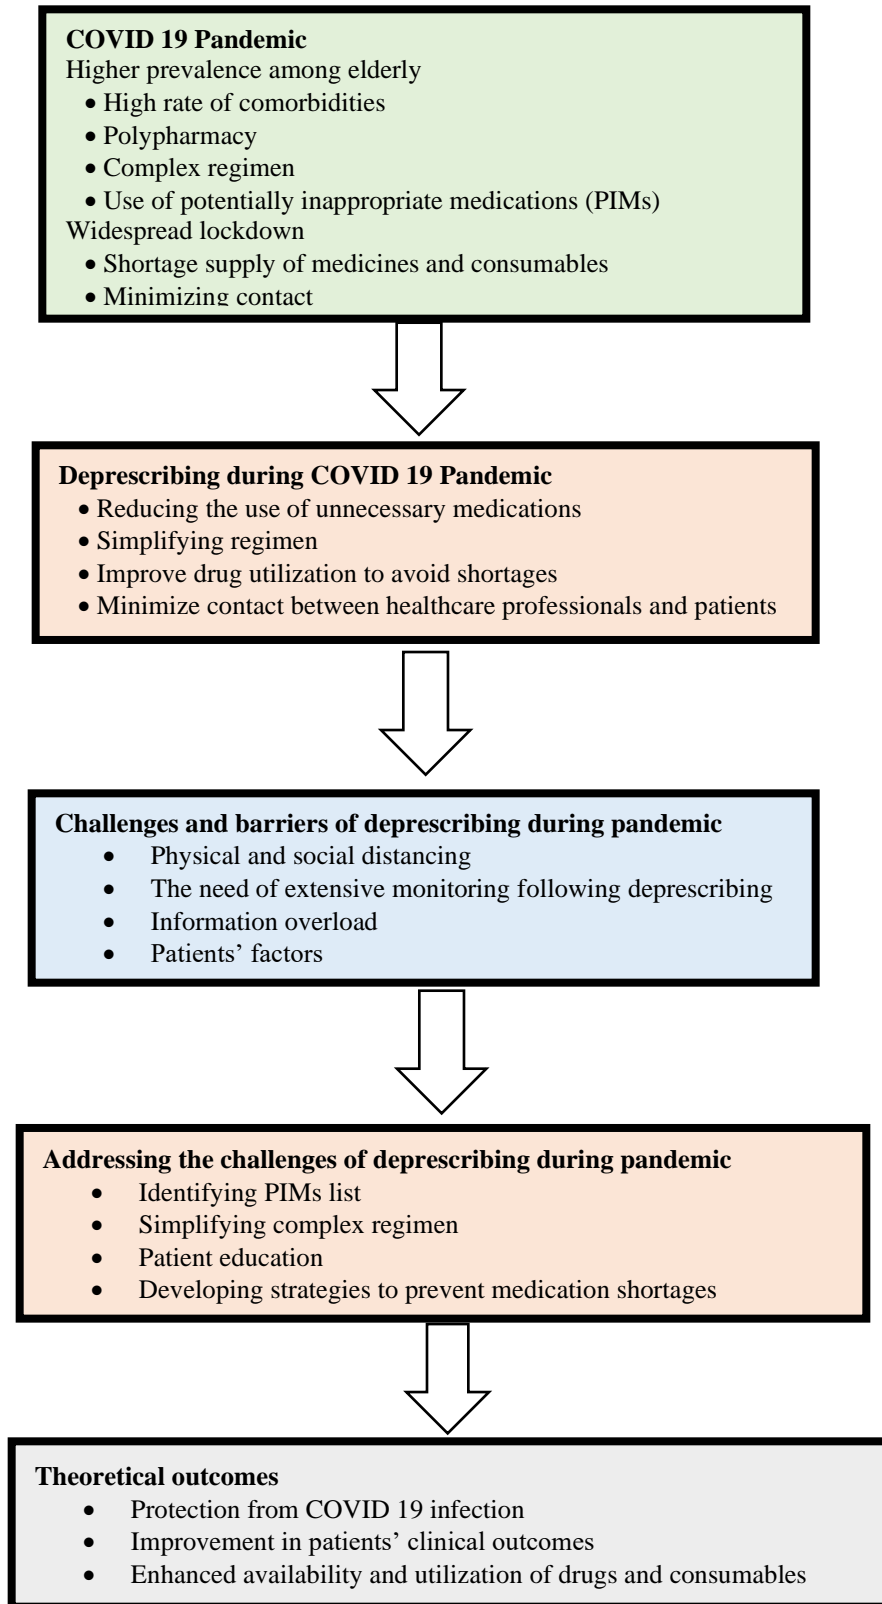 COVID 19 Pandemic
Higher prevalence among elderly
• High rate of comorbidities
• Polypharmacy
• Complex regimen
• Use of potentially inappropriate medications (PIMs)
Widespread lockdown
• Shortage supply of medicines and consumables
• Minimizing contact
Deprescribing during COVID 19 Pandemic
• Reducing the use of unnecessary medications
• Simplifying regimen
• Improve drug utilization to avoid shortages
• Minimize contact between healthcare professionals and patients
Challenges and barriers of deprescribing during pandemic
• Physical and social distancing
• The need of extensive monitoring following deprescribing
• Information overload
• Patients’ factors
Addressing the challenges of deprescribing during pandemic
• Identifying PIMs list
• Simplifying complex regimen
• Patient education
• Developing strategies to prevent medication shortages
Theoretical outcomes
• Protection from COVID 19 infection
• Improvement in patients’ clinical outcomes
• Enhanced availability and utilization of drugs and consumables